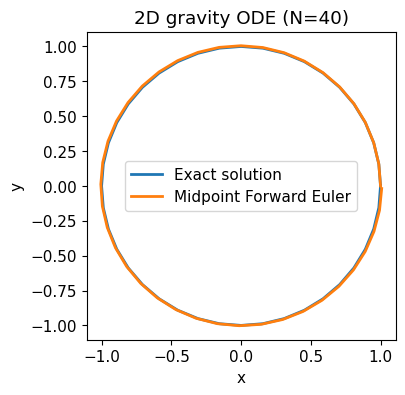 2D gravity ODE (N=40)
1.00
0.75
0.50
0.25
0.00
−0.25
−0.50
−0.75
−1.00
y
Exact solution
Midpoint Forward Euler
−1.0
−0.5
0.0
0.5
1.0
x